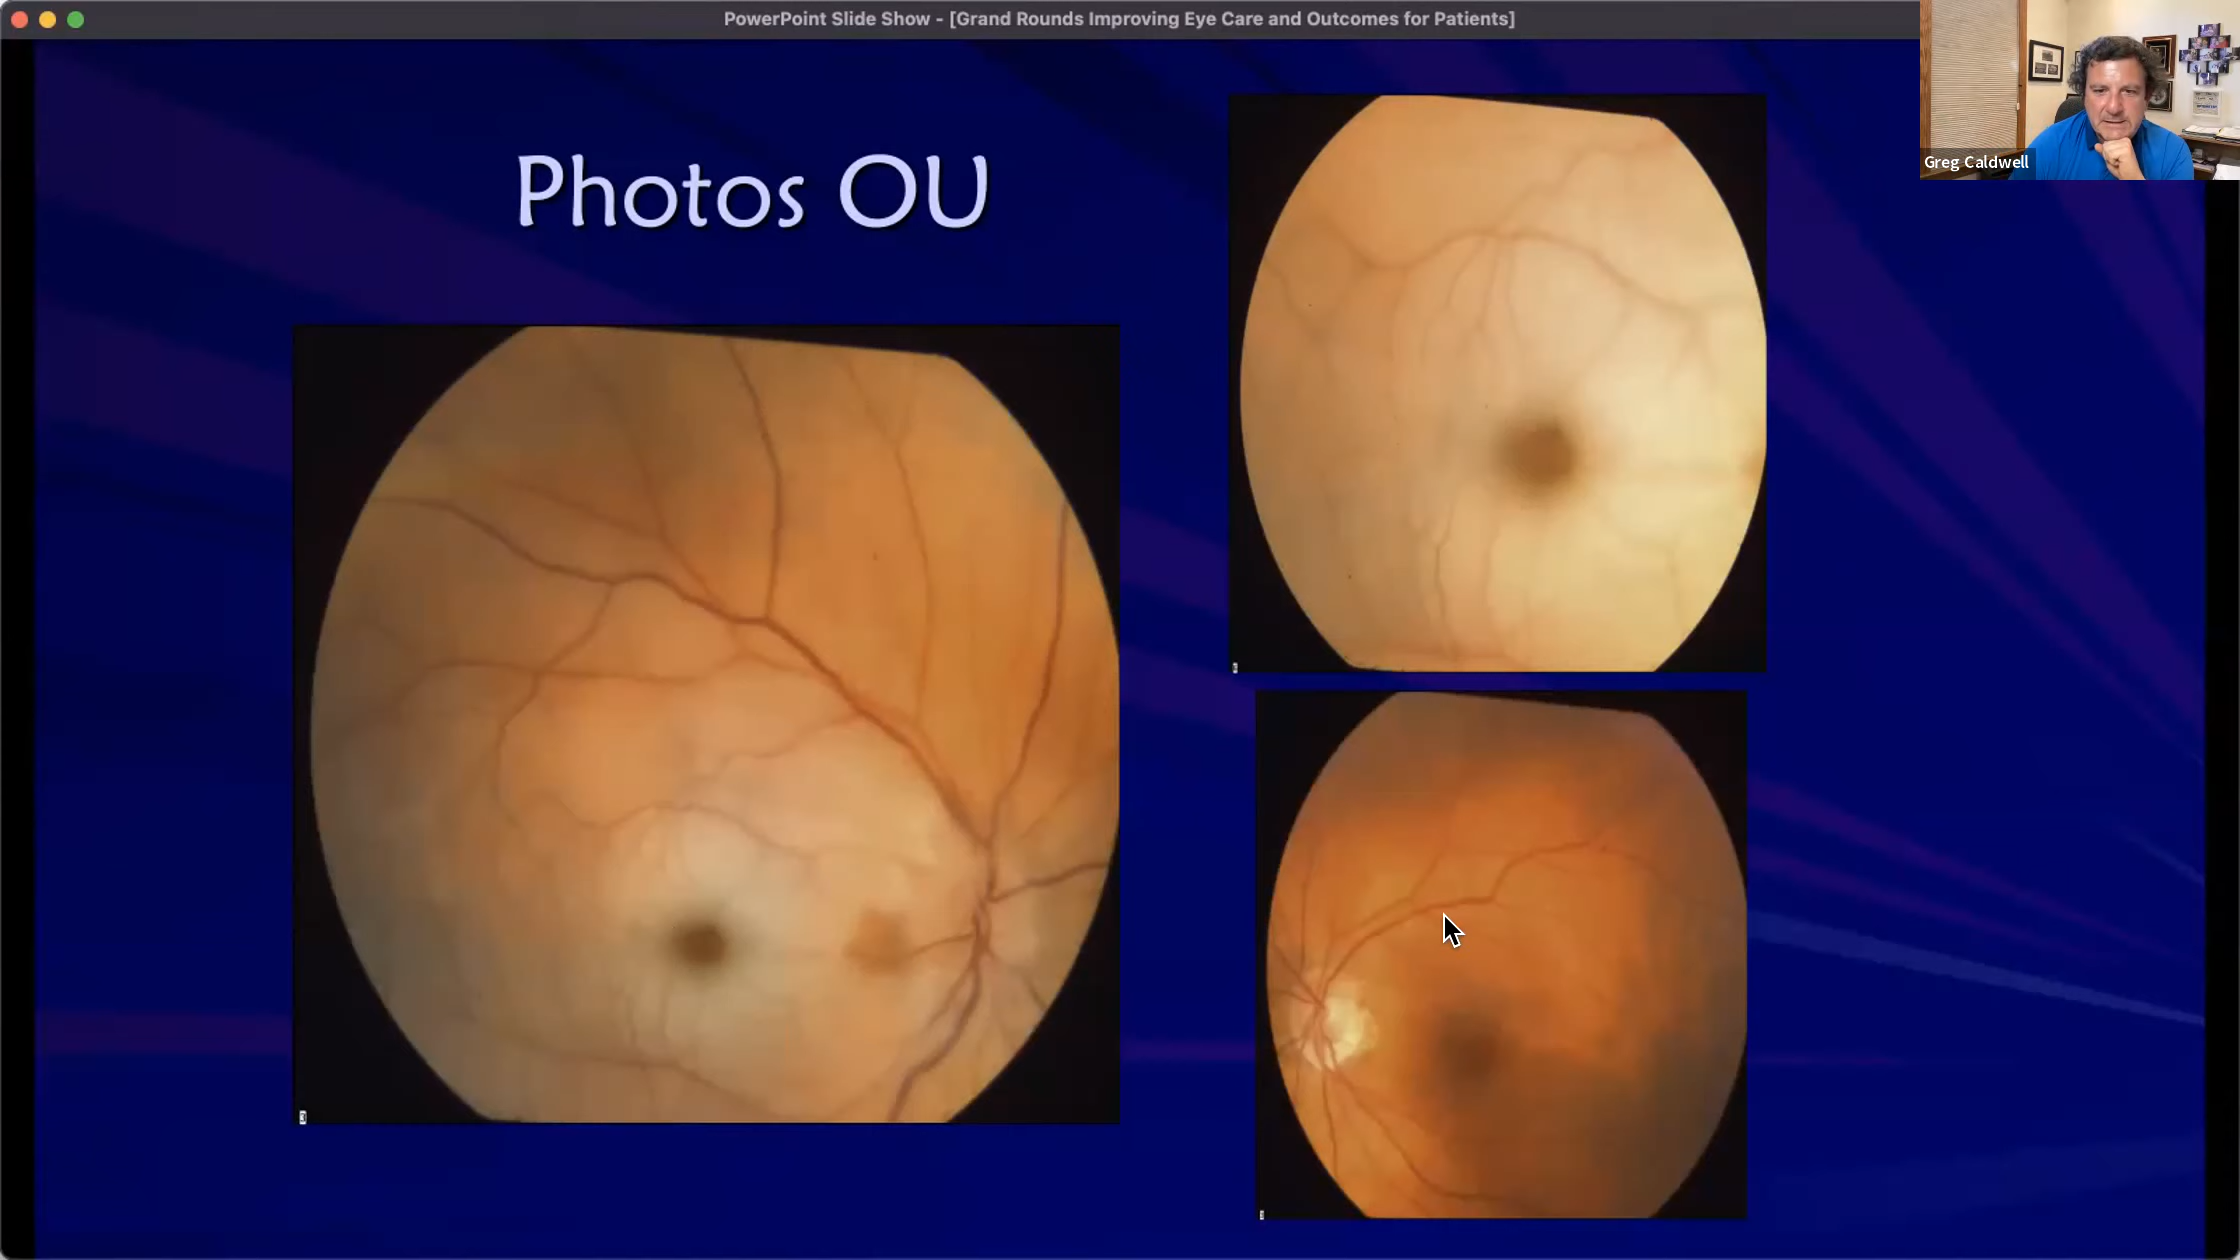 PowerPoint Slide Show - [Grand Rounds Improving Eye Care and Outcomes for Patients]
Greg Caldwell
Photos OU